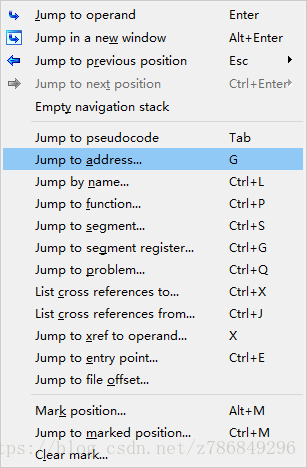 Jump to operand Enter
Jump in a new window Alt+Enter
Jump to previous position Esc
Jump to next position Ctrl+Enter
Empty navigation stack
Jump to pseudocode Tab
Jump to address... G
Jump by name... Ctrl+L
Jump to function... Ctrl+P
Jump to segment... Ctrl+S
Jump to segment register... Ctrl+G
Jump to problem... Ctrl+Q
List cross references to... Ctrl+X
List cross references from... Ctrl+J
Jump to xref to operand... X
Jump to entry point... Ctrl+E
Jump to file offset...
Mark position... Alt+M
Jump to marked position... Ctrl+M
ttps://blog.csdn.net/z786849296
Clear mark...